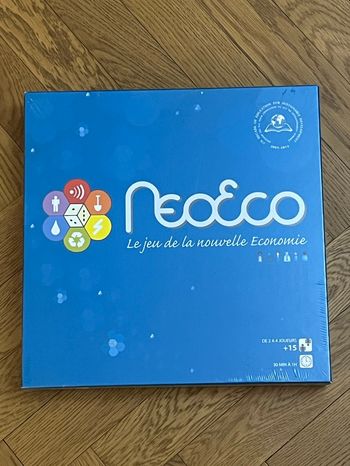 NeoEco
Le jeu de la nouvelle Economie
DE 2 A 4 JOUEURS
+15
30 MIN À 1H